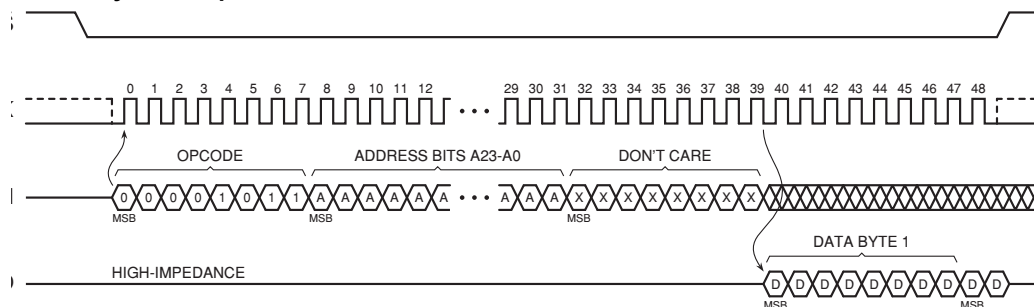 0 1 2 3 4 5 6 7 8 9 10 11 12 29 30 31 32 33 34 35 36 37 38 39 40 41 42 43 44 45 46 47 48
OPCODE ADDRESS BITS A23-A0 DON'T CARE
0 0 0 0 1 0 1 1 A A A A A A A A A X X X X X X X X
MSB MSB MSB
DATA BYTE 1
HIGH-IMPEDANCE
D D D D D D D D D D
MSB MSB